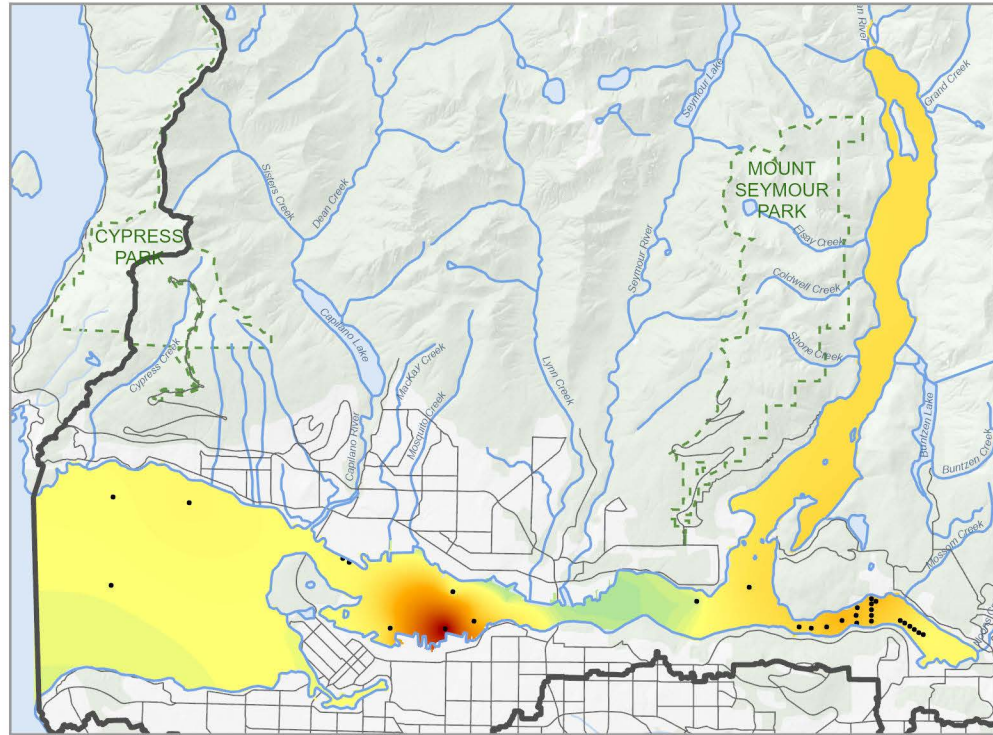 an River
Grand Creek
Seymour Lake
MOUNT
SEYMOUR
PARK
Sisters Creek
Dean Creek
CYPRESS
PARK
Elsay Creek
Seymour River
Coldwell Creek
Capilano Lake
Shone Creek
Cypress Creek
MacKay Creek
Lynn Creek
Buntzen Lake
Mosquito Creek
Capilano River
Buntzen Creek
Mossom Creek